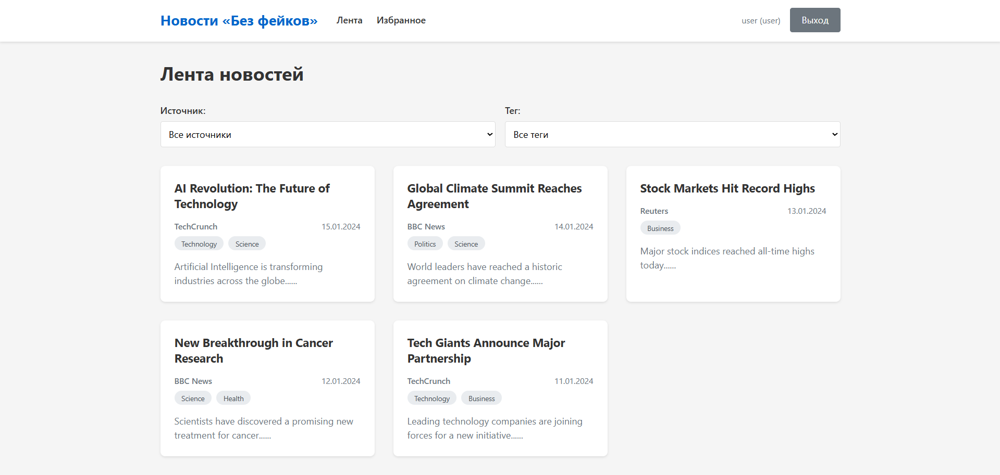 Новости «Без фейков» Лента Избранное user (user) Выход
Лента новостей
Источник:
Все источники
Тег:
Все теги
AI Revolution: The Future of
Technology
TechCrunch 15.01.2024
Technology Science
Artificial Intelligence is transforming
industries across the globe......
Global Climate Summit Reaches
Agreement
BBC News 14.01.2024
Politics Science
World leaders have reached a historic
agreement on climate change......
Stock Markets Hit Record Highs
Reuters 13.01.2024
Business
Major stock indices reached all-time highs
today......
New Breakthrough in Cancer
Research
BBC News 12.01.2024
Science Health
Scientists have discovered a promising new
treatment for cancer......
Tech Giants Announce Major
Partnership
TechCrunch 11.01.2024
Technology Business
Leading technology companies are joining
forces for a new initiative......